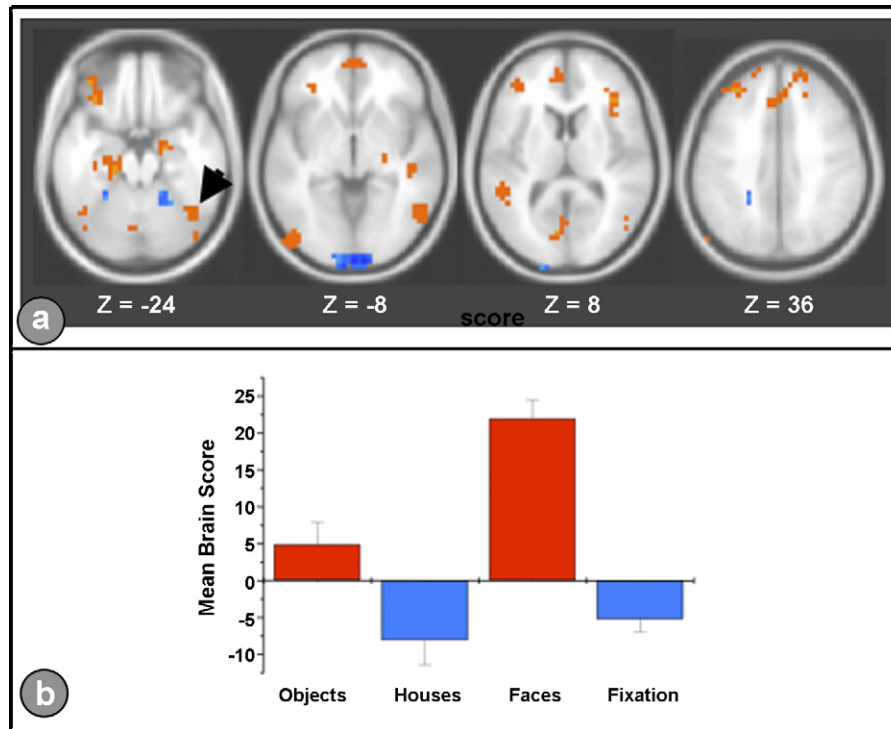 Z = -24 Z = -8 Z = 8 Z = 36
score
a
25
20
15
10
5
0
-5
-10
Mean Brain Score
Objects Houses Faces Fixation
b